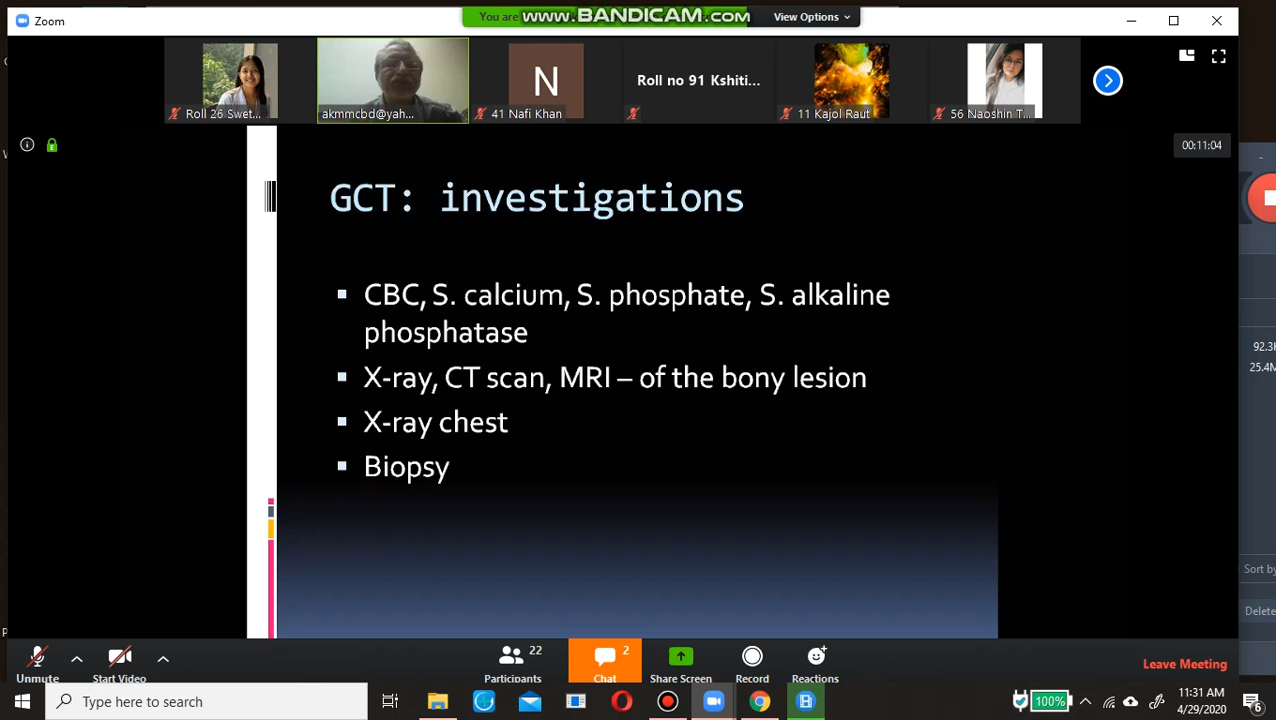 Zoom
You are
www.BANDICAM.com
View Options
Roll 26 Swet...
akmmcbd@yah...
N
41 Nafi Khan
Roll no 91 Kshiti...
11 Kajol Raut
56 Naoshin T...
00:11:04
GCT: investigations
CBC, S. calcium, S. phosphate, S. alkaline
phosphatase
X-ray, CT scan, MRI – of the bony lesion
X-ray chest
Biopsy
92.3
25.4M
Sort by
Delete
Unmute
Start Video
22
Participants
2
Chat
Share Screen
Record
Reactions
Leave Meeting
Type here to search
100%
11:31 AM
4/29/2020
6